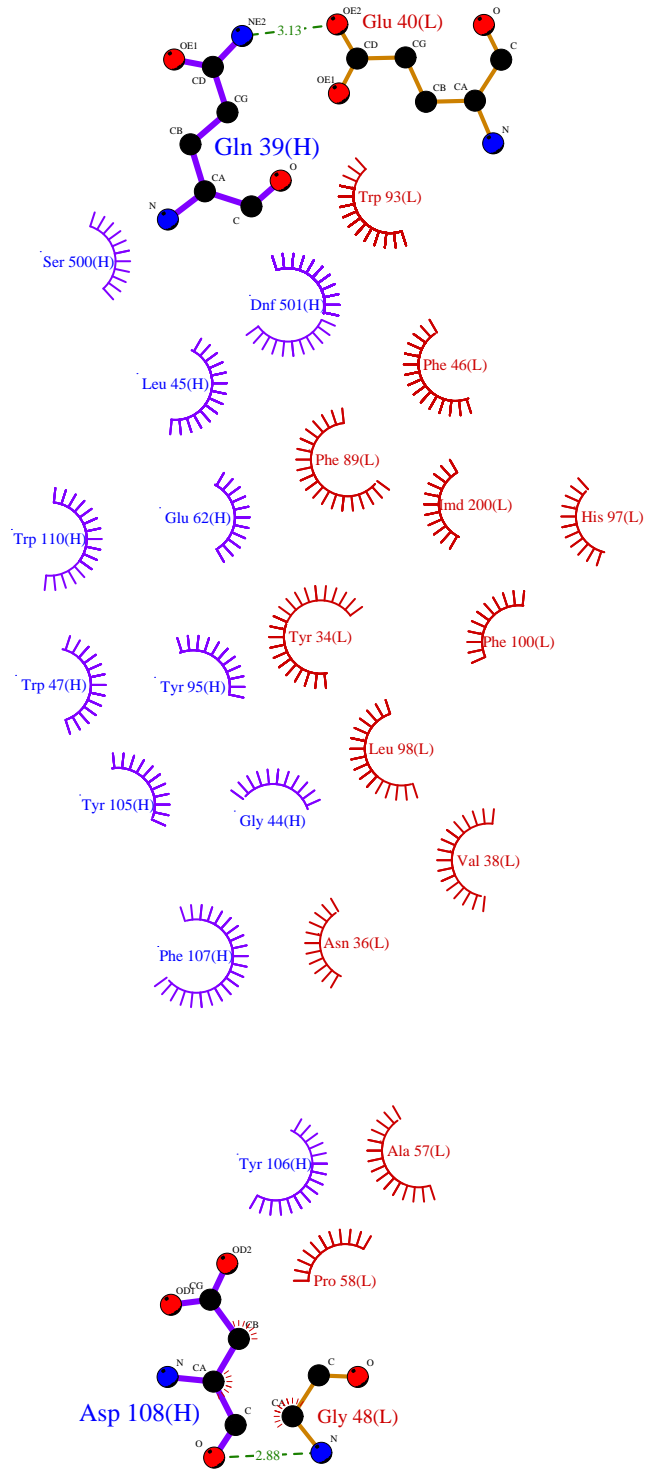 O
OE2
Glu 40(L)
NE2
3.13
OE1
CD
CG
C
CD
CG
OE1
CB
CA
CB
Gln 39(H)
N
O
CA
Trp 93(L)
N
C
Ser 500(H)
Dnf 501(H)
Phe 46(L)
Leu 45(H)
Phe 89(L)
Imd 200(L)
His 97(L)
Glu 62(H)
Trp 110(H)
Tyr 34(L)
Phe 100(L)
Trp 47(H)
Tyr 95(H)
Leu 98(L)
Tyr 105(H)
Gly 44(H)
Val 38(L)
Asn 36(L)
Phe 107(H)
Ala 57(L)
Tyr 106(H)
OD2
Pro 58(L)
CG
OD1
CB
N
CA
C
O
Asp 108(H)
C
CA
Gly 48(L)
O
2.88
N